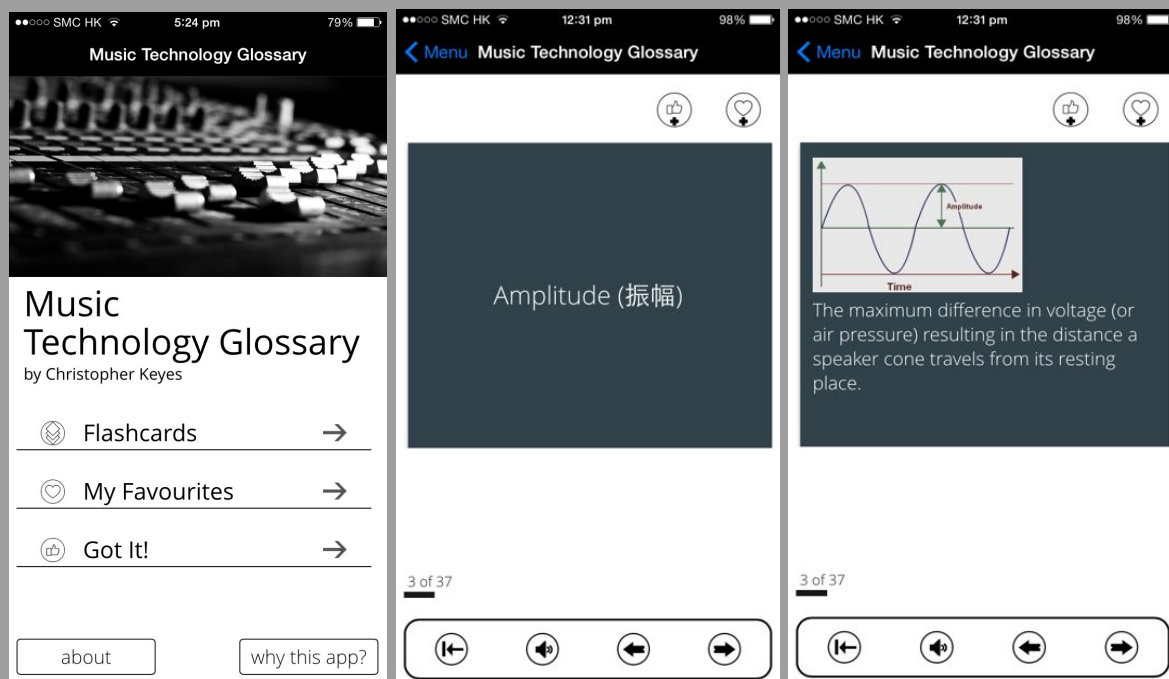 SMC HK 5:24 pm 79%
Music Technology Glossary
Music
Technology Glossary
by Christopher Keyes
Flashcards
My Favourites
Got It!
about why this app?
SMC HK 12:31 pm 98%
Menu Music Technology Glossary
Amplitude (振幅)
3 of 37
SMC HK 12:31 pm 98%
Menu Music Technology Glossary
Amplitude
Time
The maximum difference in voltage (or
air pressure) resulting in the distance a
speaker cone travels from its resting
place.
3 of 37